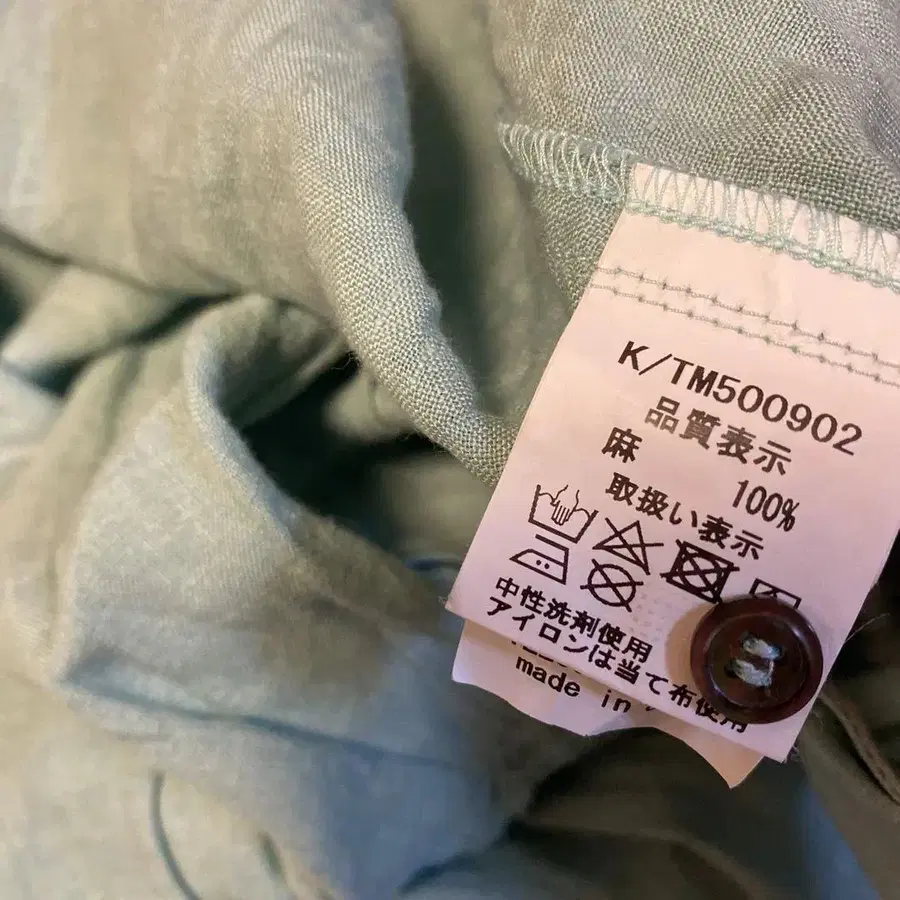 K/TM500902
品質表示
麻 100%
取扱い表示
中性洗剤使用
アイロンは当て布使用
made in